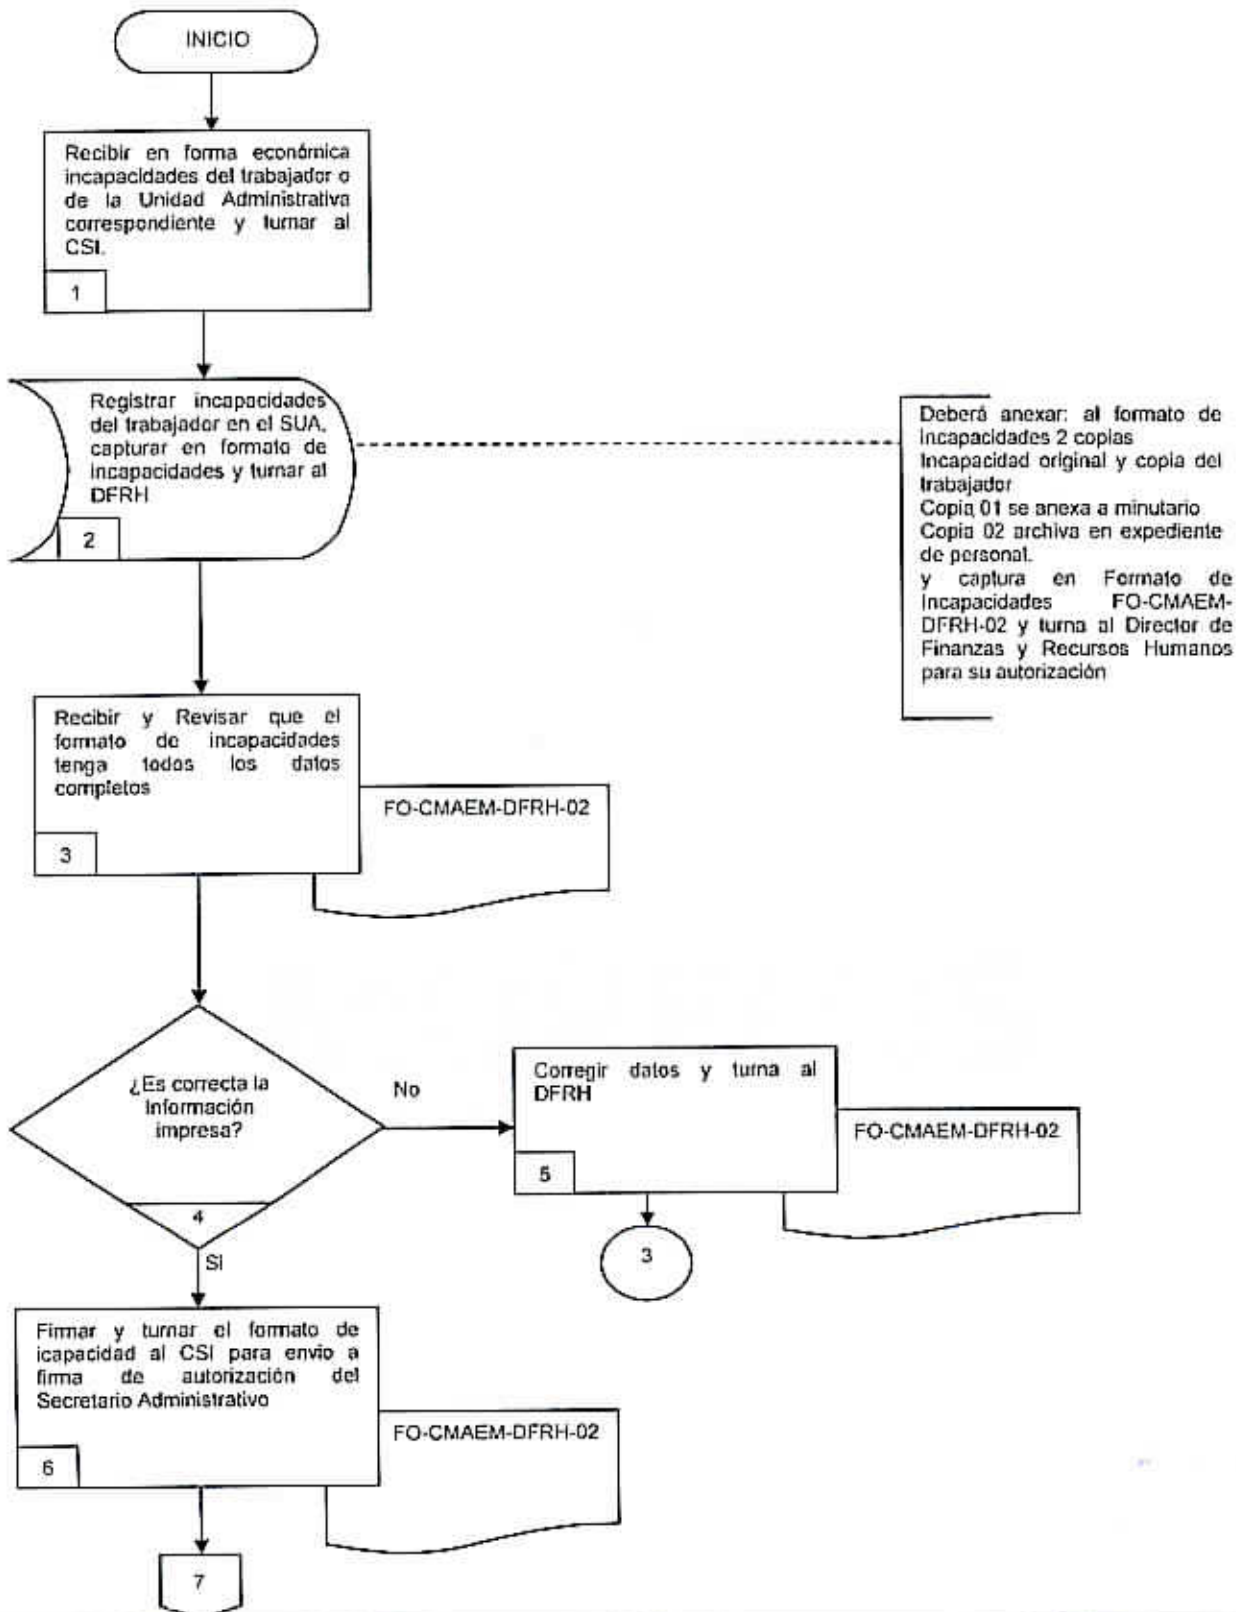 INICIO
Recibir en forma económica
incapacidades del trabajador o
de la Unidad Administrativa
correspondiente y turnar al
CSI.
1
Registrar incapacidades
del trabajador en el SUA,
capturar en formato de
incapacidades y turnar al
DFRH
2
Deberá anexar: al formato de
incapacidades 2 copias
Incapacidad original y copia del
trabajador
Copia 01 se anexa a minutario
Copia 02 archiva en expediente
de personal.
y captura en Formato de
Incapacidades FO-CMAEM-
DFRH-02 y turna al Director de
Finanzas y Recursos Humanos
para su autorización
Recibir y Revisar que el
formato de incapacidades
tenga todos los datos
completos
3
FO-CMAEM-DFRH-02
¿Es correcta la
Información
impresa?
4
No
Corregir datos y turna al
DFRH
5
FO-CMAEM-DFRH-02
3
SI
Firmar y turnar el formato de
icapacidad al CSI para envio a
firma de autorización del
Secretario Administrativo
6
FO-CMAEM-DFRH-02
7